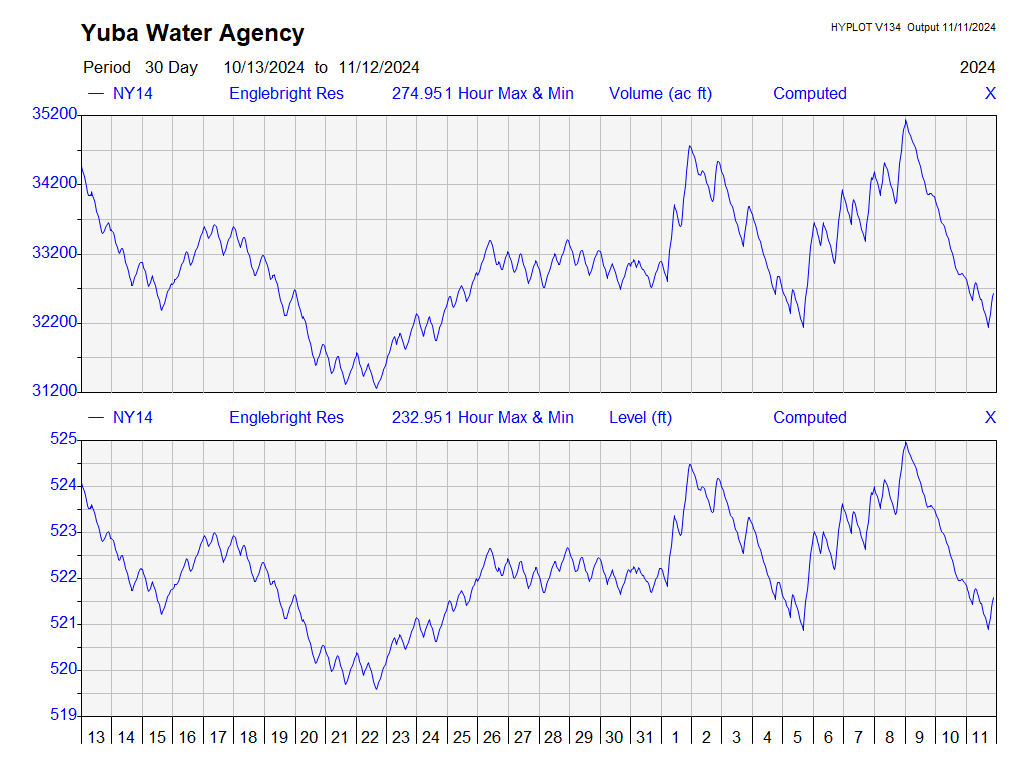 Yuba Water Agency
HYPLOT V134 Output 11/11/2024
Period 30 Day 10/13/2024 to 11/12/2024 2024
— NY14 Englebright Res 274.951 Hour Max & Min Volume (ac ft) Computed X
35200
34200
33200
32200
31200
— NY14 Englebright Res 232.951 Hour Max & Min Level (ft) Computed X
525
524
523
522
521
520
519
13 14 15 16 17 18 19 20 21 22 23 24 25 26 27 28 29 30 31 1 2 3 4 5 6 7 8 9 10 11